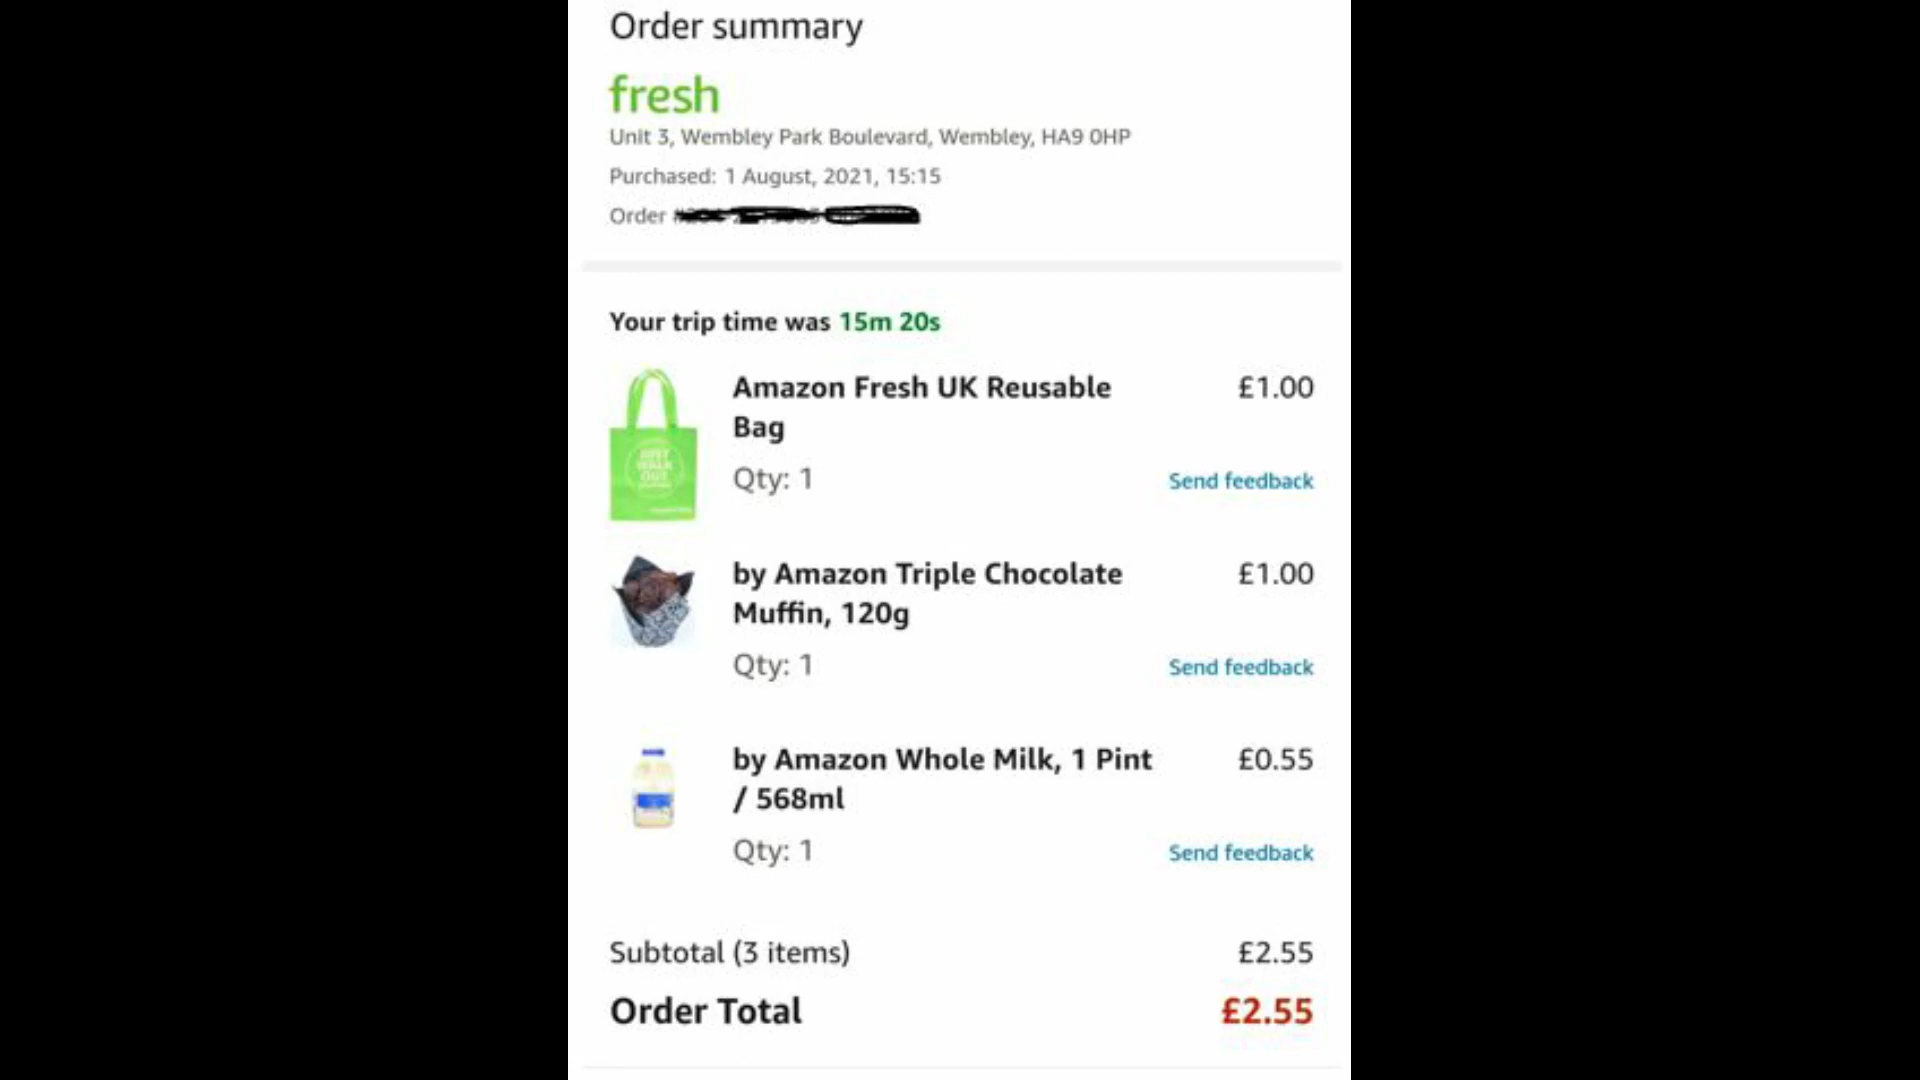 Order summary
fresh
Unit 3, Wembley Park Boulevard, Wembley, HA9 0HP
Purchased: 1 August, 2021, 15:15
Order
Your trip time was 15m 20s
Amazon Fresh UK Reusable £1.00
Bag
Qty: 1 Send feedback
JUST
WALK
OUT
by Amazon Triple Chocolate £1.00
Muffin, 120g
Qty: 1 Send feedback
by Amazon Whole Milk, 1 Pint £0.55
/ 568ml
Qty: 1 Send feedback
Subtotal (3 items) £2.55
Order Total £2.55